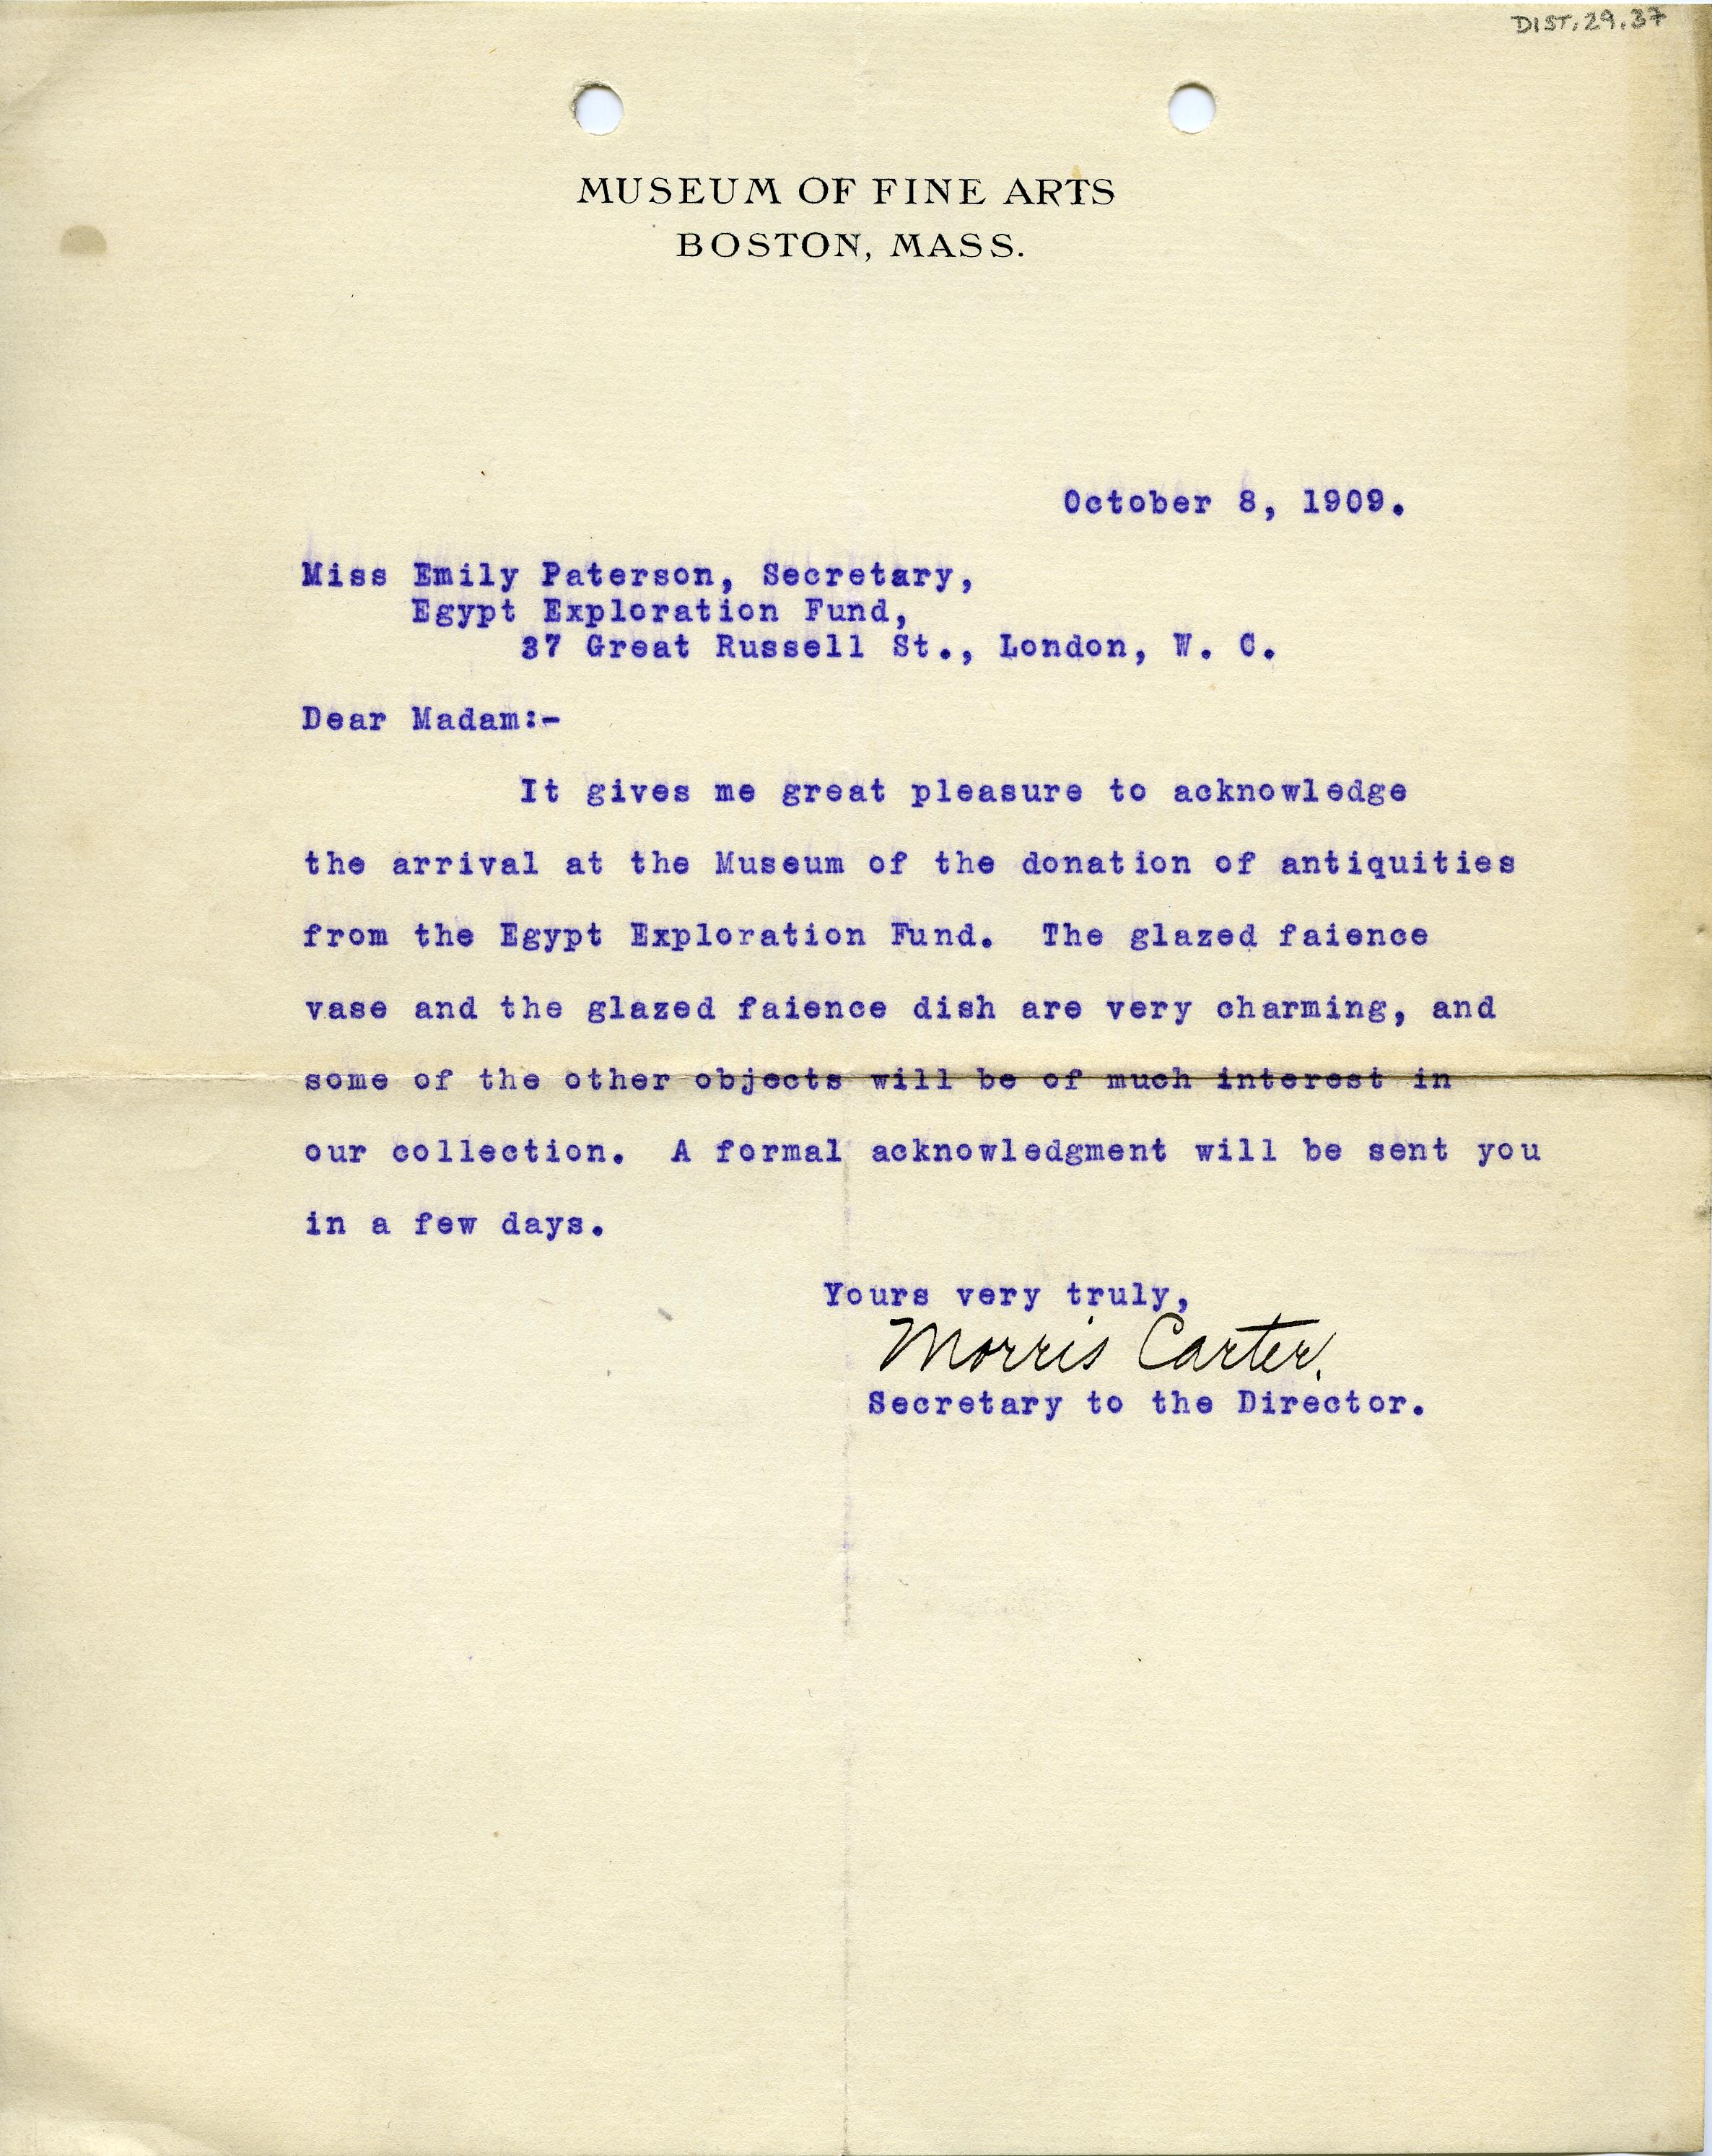 DIST.29.37
MUSEUM OF FINE ARTS
BOSTON, MASS.
October 8, 1909.
Miss Emily Paterson, Secretary,
Egypt Exploration Fund,
37 Great Russell St., London, W. C.
Dear Madam:-
It gives me great pleasure to acknowledge
the arrival at the Museum of the donation of antiquities
from the Egypt Exploration Fund. The glazed faience
vase and the glazed faience dish are very charming, and
some of the other objects will be of much interest in
our collection. A formal acknowledgment will be sent you
in a few days.
Yours very truly,
Morris Carter.
Secretary to the Director.